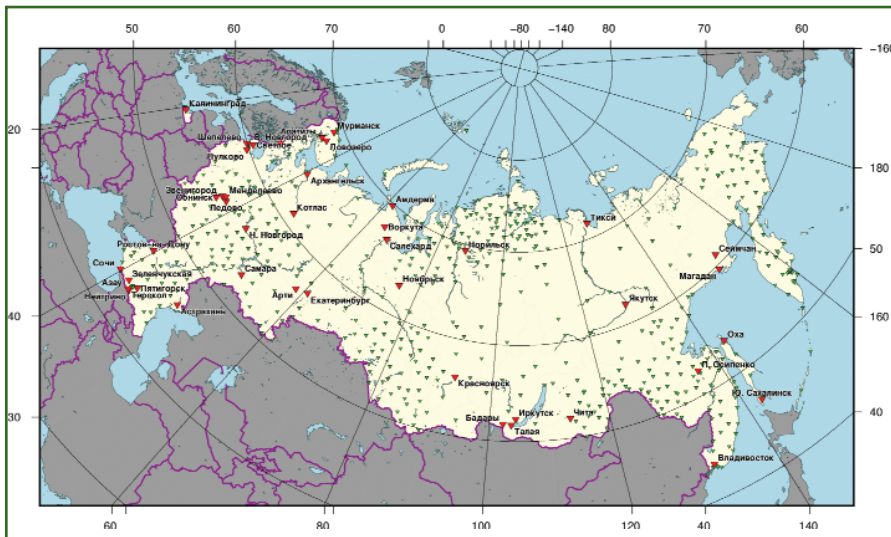 50 60 70 0 -80 -140 80 70 60
-160
Калининград
20
Мурманск
Апатиты
Шепелево В. Новгород
Светлое
Ловозеро
Пулково
Архангельск
Звенигород Менделеево
Обнинск
Ледово
Амдерма
Котлас
Тикси
Воркута
Н. Новгород
Салехард
Норильск
50
Ростов-на-Дону
Сеймчан
Сочи
Зеленчукская
Самара
Магадан
Азау
Пятигорск
Нейтрино Терскол
Арти
Екатеринбург
Ноябрьск
Якутск
Астрахань
40
160
Оха
П. Осипенко
Красноярск
Ю. Сахалинск
30
Бадары
Иркутск
Чита
40
Талая
Владивосток
60 80 100 120 40 140